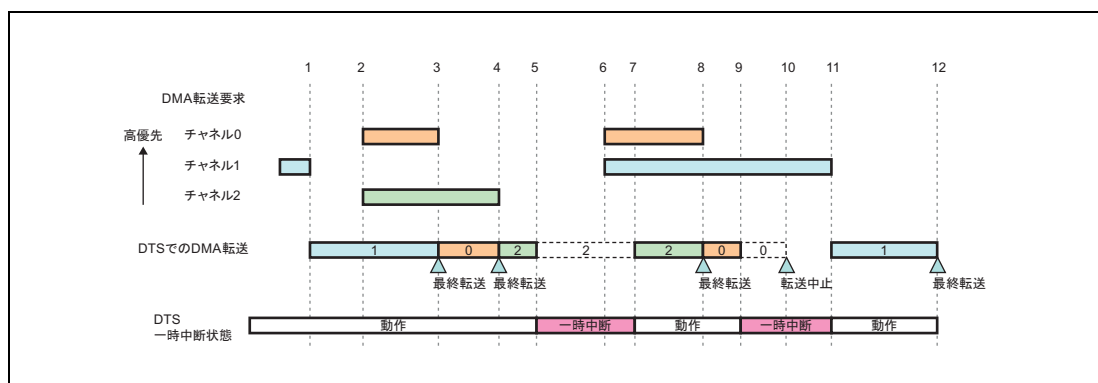 1 2 3 4 5 6 7 8 9 10 11 12
DMA転送要求
高優先
チャネル0
チャネル1
チャネル2
DTSでのDMA転送
1 0 2 2 2 0 0 1
最終転送 最終転送 最終転送 転送中止 最終転送
DTS
一時中断状態
動作 一時中断 動作 一時中断 動作